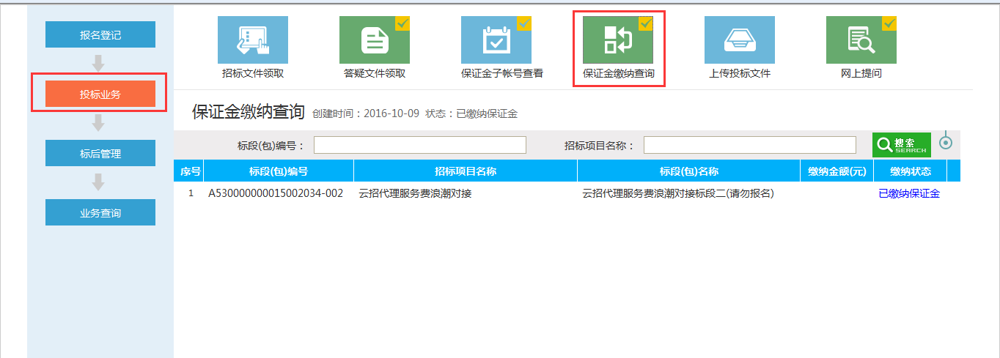 报名登记
投标业务
标后管理
业务查询
招标文件领取
答疑文件领取
保证金子帐号查看
保证金缴纳查询
上传投标文件
网上提问
保证金缴纳查询 创建时间：2016-10-09 状态：已缴纳保证金
标段(包)编号： 招标项目名称： 搜索 SEARCH
序号 标段(包)编号 招标项目名称 标段(包)名称 缴纳金额(元) 缴纳状态
1 A530000000015002034-002 云招代理服务费浪潮对接 云招代理服务费浪潮对接标段二(请勿报名) 已缴纳保证金